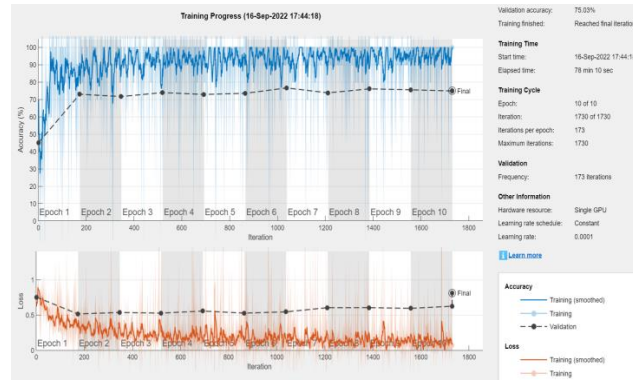 Training Progress (16-Sep-2022 17:44:18)
Accuracy (%)
100
90
80
70
60
50
40
30
20
10
0
Final
Epoch 1 Epoch 2 Epoch 3 Epoch 4 Epoch 5 Epoch 6 Epoch 7 Epoch 8 Epoch 9 Epoch 10
0 200 400 600 800 1000 1200 1400 1600 1800
Iteration
Loss
1
0.5
0
Final
Epoch 1 Epoch 2 Epoch 3 Epoch 4 Epoch 5 Epoch 6 Epoch 7 Epoch 8 Epoch 9 Epoch 10
0 200 400 600 800 1000 1200 1400 1600 1800
Iteration
Validation accuracy: 75.03%
Training finished: Reached final iteration
Training Time
Start time: 16-Sep-2022 17:44:1
Elapsed time: 78 min 10 sec
Training Cycle
Epoch: 10 of 10
Iteration: 1730 of 1730
Iterations per epoch: 173
Maximum iterations: 1730
Validation
Frequency: 173 iterations
Other Information
Hardware resource: Single GPU
Learning rate schedule: Constant
Learning rate: 0.0001
Learn more
Accuracy
Training (smoothed)
Training
Validation
Loss
Training (smoothed)
Training